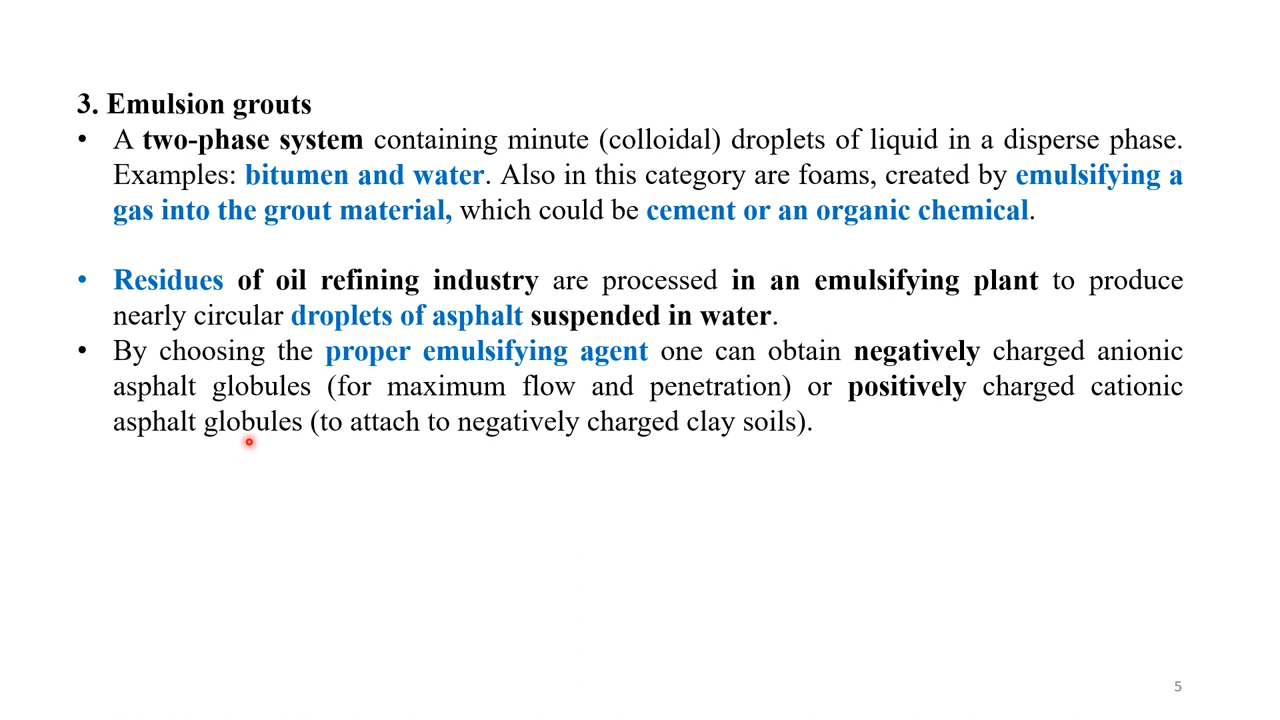 3. Emulsion grouts
• A two-phase system containing minute (colloidal) droplets of liquid in a disperse phase.
Examples: bitumen and water. Also in this category are foams, created by emulsifying a
gas into the grout material, which could be cement or an organic chemical.
• Residues of oil refining industry are processed in an emulsifying plant to produce
nearly circular droplets of asphalt suspended in water.
• By choosing the proper emulsifying agent one can obtain negatively charged anionic
asphalt globules (for maximum flow and penetration) or positively charged cationic
asphalt globules (to attach to negatively charged clay soils).
5